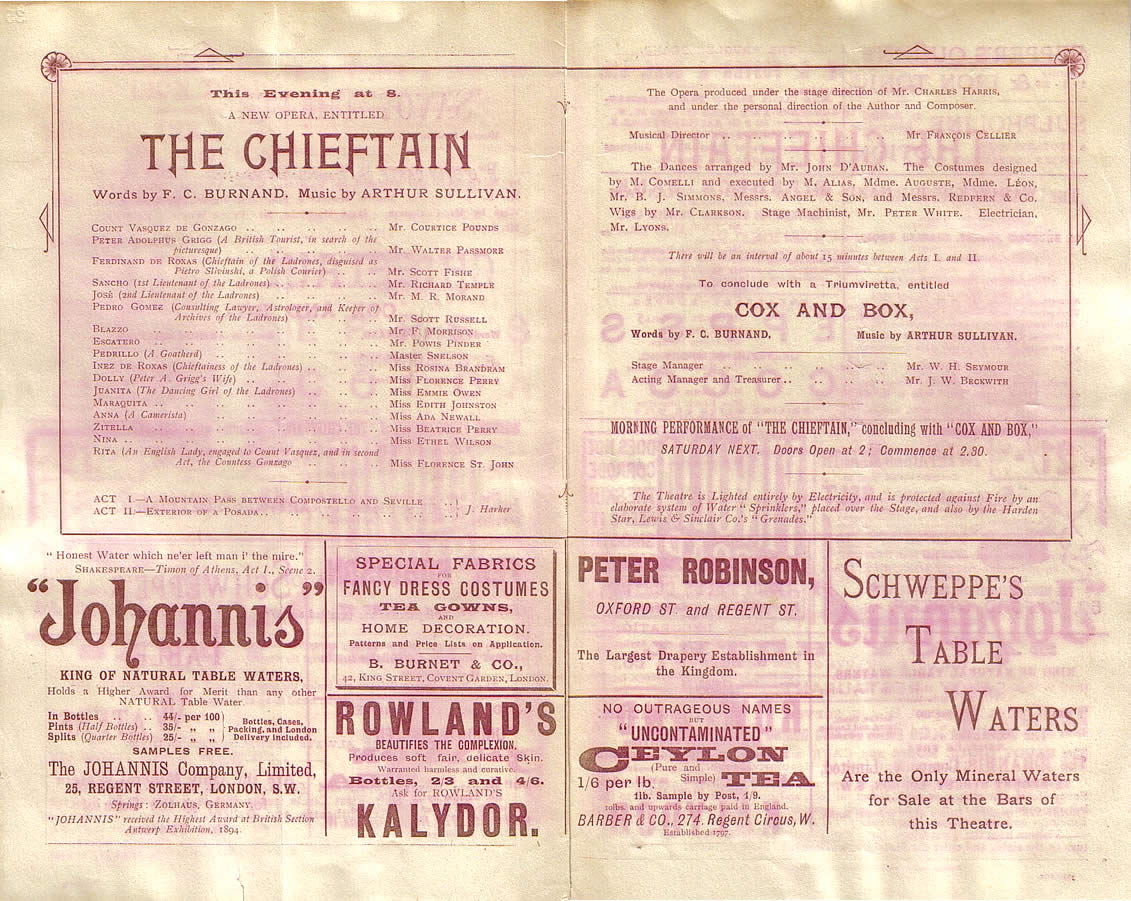 This Evening at 8.
A NEW OPERA, ENTITLED
THE CHIEFTAIN
Words by F. C. BURNAND. Music by ARTHUR SULLIVAN.
COUNT VASQUEZ DE GONZAGO .. .. .. .. Mr. COURTICE POUNDS
PETER ADOLPHUS GRIGG (A British Tourist, in search of the
picturesque) .. .. .. .. Mr. WALTER PASSMORE
FERDINAND DE ROXAS (Chieftain of the Ladrones, disguised as
Pietro Slivinski, a Polish Courier) .. .. Mr. SCOTT FISHE
SANCHO (1st Lieutenant of the Ladrones) .. .. .. .. Mr. RICHARD TEMPLE
JOSÉ (2nd Lieutenant of the Ladrones) .. .. .. .. Mr. M. R. MORAND
PEDRO GOMEZ (Consulting Lawyer, Astrologer, and Keeper of
Archives of the Ladrones) .. .. .. Mr. SCOTT RUSSELL
BLAZZO .. .. .. .. .. .. .. Mr. F. MORRISON
ESCATERO .. .. .. .. .. .. .. Mr. POWIS PINDER
PEDRILLO (A Goatherd) .. .. .. .. .. .. Master SNELSON
INEZ DE ROXAS (Chieftainess of the Ladrones) .. .. .. Miss ROSINA BRANDRAM
DOLLY (Peter A. Grigg's Wife) .. .. .. .. .. Miss FLORENCE PERRY
JUANITA (The Dancing Girl of the Ladrones) .. .. .. Miss EMMIE OWEN
MARAQUITA .. .. .. .. .. .. .. Miss EDITH JOHNSTON
ANNA (A Camerista) .. .. .. .. .. .. Miss ADA NEWALL
ZITELLA .. .. .. .. .. .. .. Miss BEATRICE PERRY
NINA .. .. .. .. .. .. .. Miss ETHEL WILSON
RITA (An English Lady, engaged to Count Vasquez, and in second
Act, the Countess Gonzago .. .. .. Miss FLORENCE ST. JOHN
ACT I.—A MOUNTAIN PASS BETWEEN COMPOSTELLO AND SEVILLE .. ..)
ACT II.—EXTERIOR OF A POSADA.. .. .. .. .. .. ..) J. Harker
The Opera produced under the stage direction of Mr. CHARLES HARRIS,
and under the personal direction of the Author and Composer.
Musical Director .. .. .. .. .. Mr. FRANÇOIS CELLIER
The Dances arranged by Mr. JOHN D'AUBAN. The Costumes designed
by M. COMELLI and executed by M. ALIAS, Mdme. AUGUSTE, Mdme. LÉON,
Mr. B. J. SIMMONS, Messrs. ANGEL & SON, and Messrs. REDFERN & Co.
Wigs by Mr. CLARKSON. Stage Machinist, Mr. PETER WHITE. Electrician,
Mr. LYONS.
There will be an interval of about 15 minutes between Acts I. and II.
To conclude with a Triumviretta, entitled
COX AND BOX,
Words by F. C. BURNAND. Music by ARTHUR SULLIVAN.
Stage Manager .. .. .. .. .. Mr. W. H. SEYMOUR
Acting Manager and Treasurer .. .. .. .. Mr. J. W. BECKWITH
MORNING PERFORMANCE of "THE CHIEFTAIN," concluding with "COX AND BOX,"
SATURDAY NEXT. Doors Open at 2; Commence at 2.30.
The Theatre is Lighted entirely by Electricity, and is protected against Fire by an
elaborate system of Water "Sprinklers," placed over the Stage, and also by the Harden
Star, Lewis & Sinclair Co.'s "Grenades."
"Honest Water which ne'er left man i' the mire."
SHAKESPEARE—Timon of Athens, Act I., Scene 2.
"Johannis"
KING OF NATURAL TABLE WATERS,
Holds a Higher Award for Merit than any other
NATURAL Table Water.
In Bottles .. .. 44/- per 100
Pints (Half Bottles) .. 35/- „ „
Splits (Quarter Bottles) 25/- „ „
Bottles, Cases,
Packing, and London
Delivery included.
SAMPLES FREE.
The JOHANNIS Company, Limited,
25, REGENT STREET, LONDON, S.W.
Springs: ZOLHAUS, GERMANY.
"JOHANNIS" received the Highest Award at British Section
Antwerp Exhibition, 1894.
SPECIAL FABRICS
FOR
FANCY DRESS COSTUMES
TEA GOWNS,
AND
HOME DECORATION.
Patterns and Price Lists on Application.
B. BURNET & CO.,
42, KING STREET, COVENT GARDEN, LONDON.
ROWLAND'S
BEAUTIFIES THE COMPLEXION.
Produces soft fair, delicate Skin.
Warranted harmless and curative.
Bottles, 2/3 and 4/6.
Ask for ROWLAND'S
KALYDOR.
PETER ROBINSON,
OXFORD ST. and REGENT ST.
The Largest Drapery Establishment in
the Kingdom.
NO OUTRAGEOUS NAMES
BUT
"UNCONTAMINATED"
CEYLON
(Pure and
Simple)
TEA
1/6 per lb.
1lb. Sample by Post, 1/9.
10lbs. and upwards carriage paid in England.
BARBER & CO., 274, Regent Circus, W.
Established 1797.
SCHWEPPE'S
TABLE
WATERS
Are the Only Mineral Waters
for Sale at the Bars of
this Theatre.